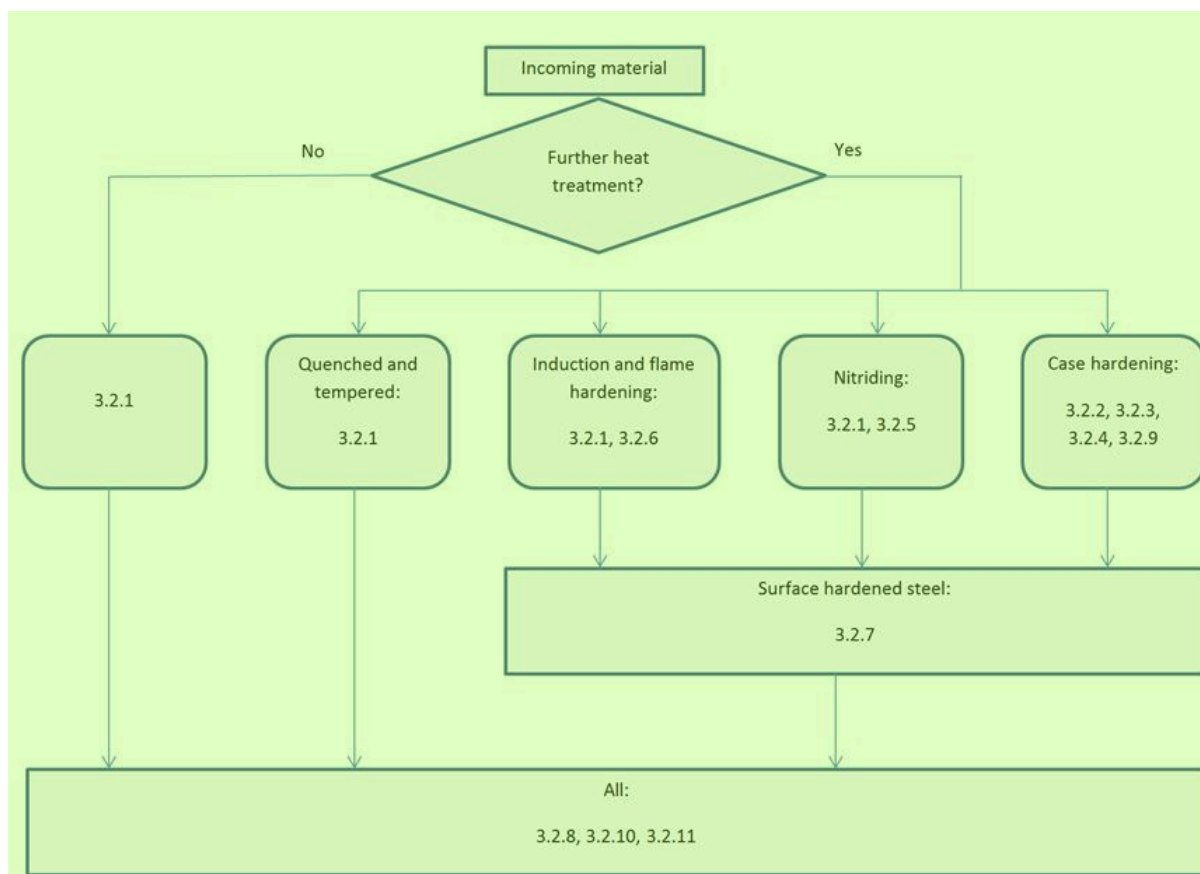 Incoming material
Further heat
treatment?
No
Yes
3.2.1
Quenched and
tempered:
3.2.1
Induction and flame
hardening:
3.2.1, 3.2.6
Nitriding:
3.2.1, 3.2.5
Case hardening:
3.2.2, 3.2.3,
3.2.4, 3.2.9
Surface hardened steel:
3.2.7
All:
3.2.8, 3.2.10, 3.2.11